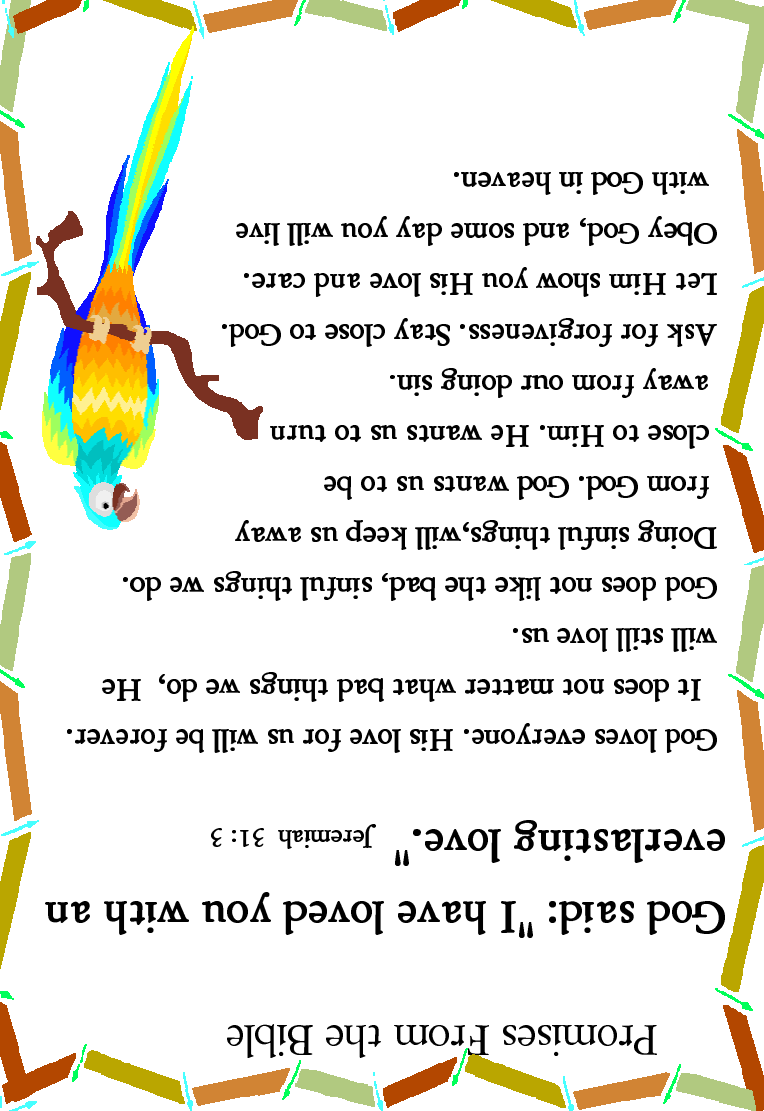 Promises From the Bible
God said: "I have loved you with an
everlasting love." Jeremiah 31: 3
God loves everyone. His love for us will be forever.
It does not matter what bad things we do, He
will still love us.
God does not like the bad, sinful things we do.
Doing sinful things,will keep us away
from God. God wants us to be
close to Him. He wants us to turn
away from our doing sin.
Ask for forgiveness. Stay close to God.
Let Him show you His love and care.
Obey God, and some day you will live
with God in heaven.